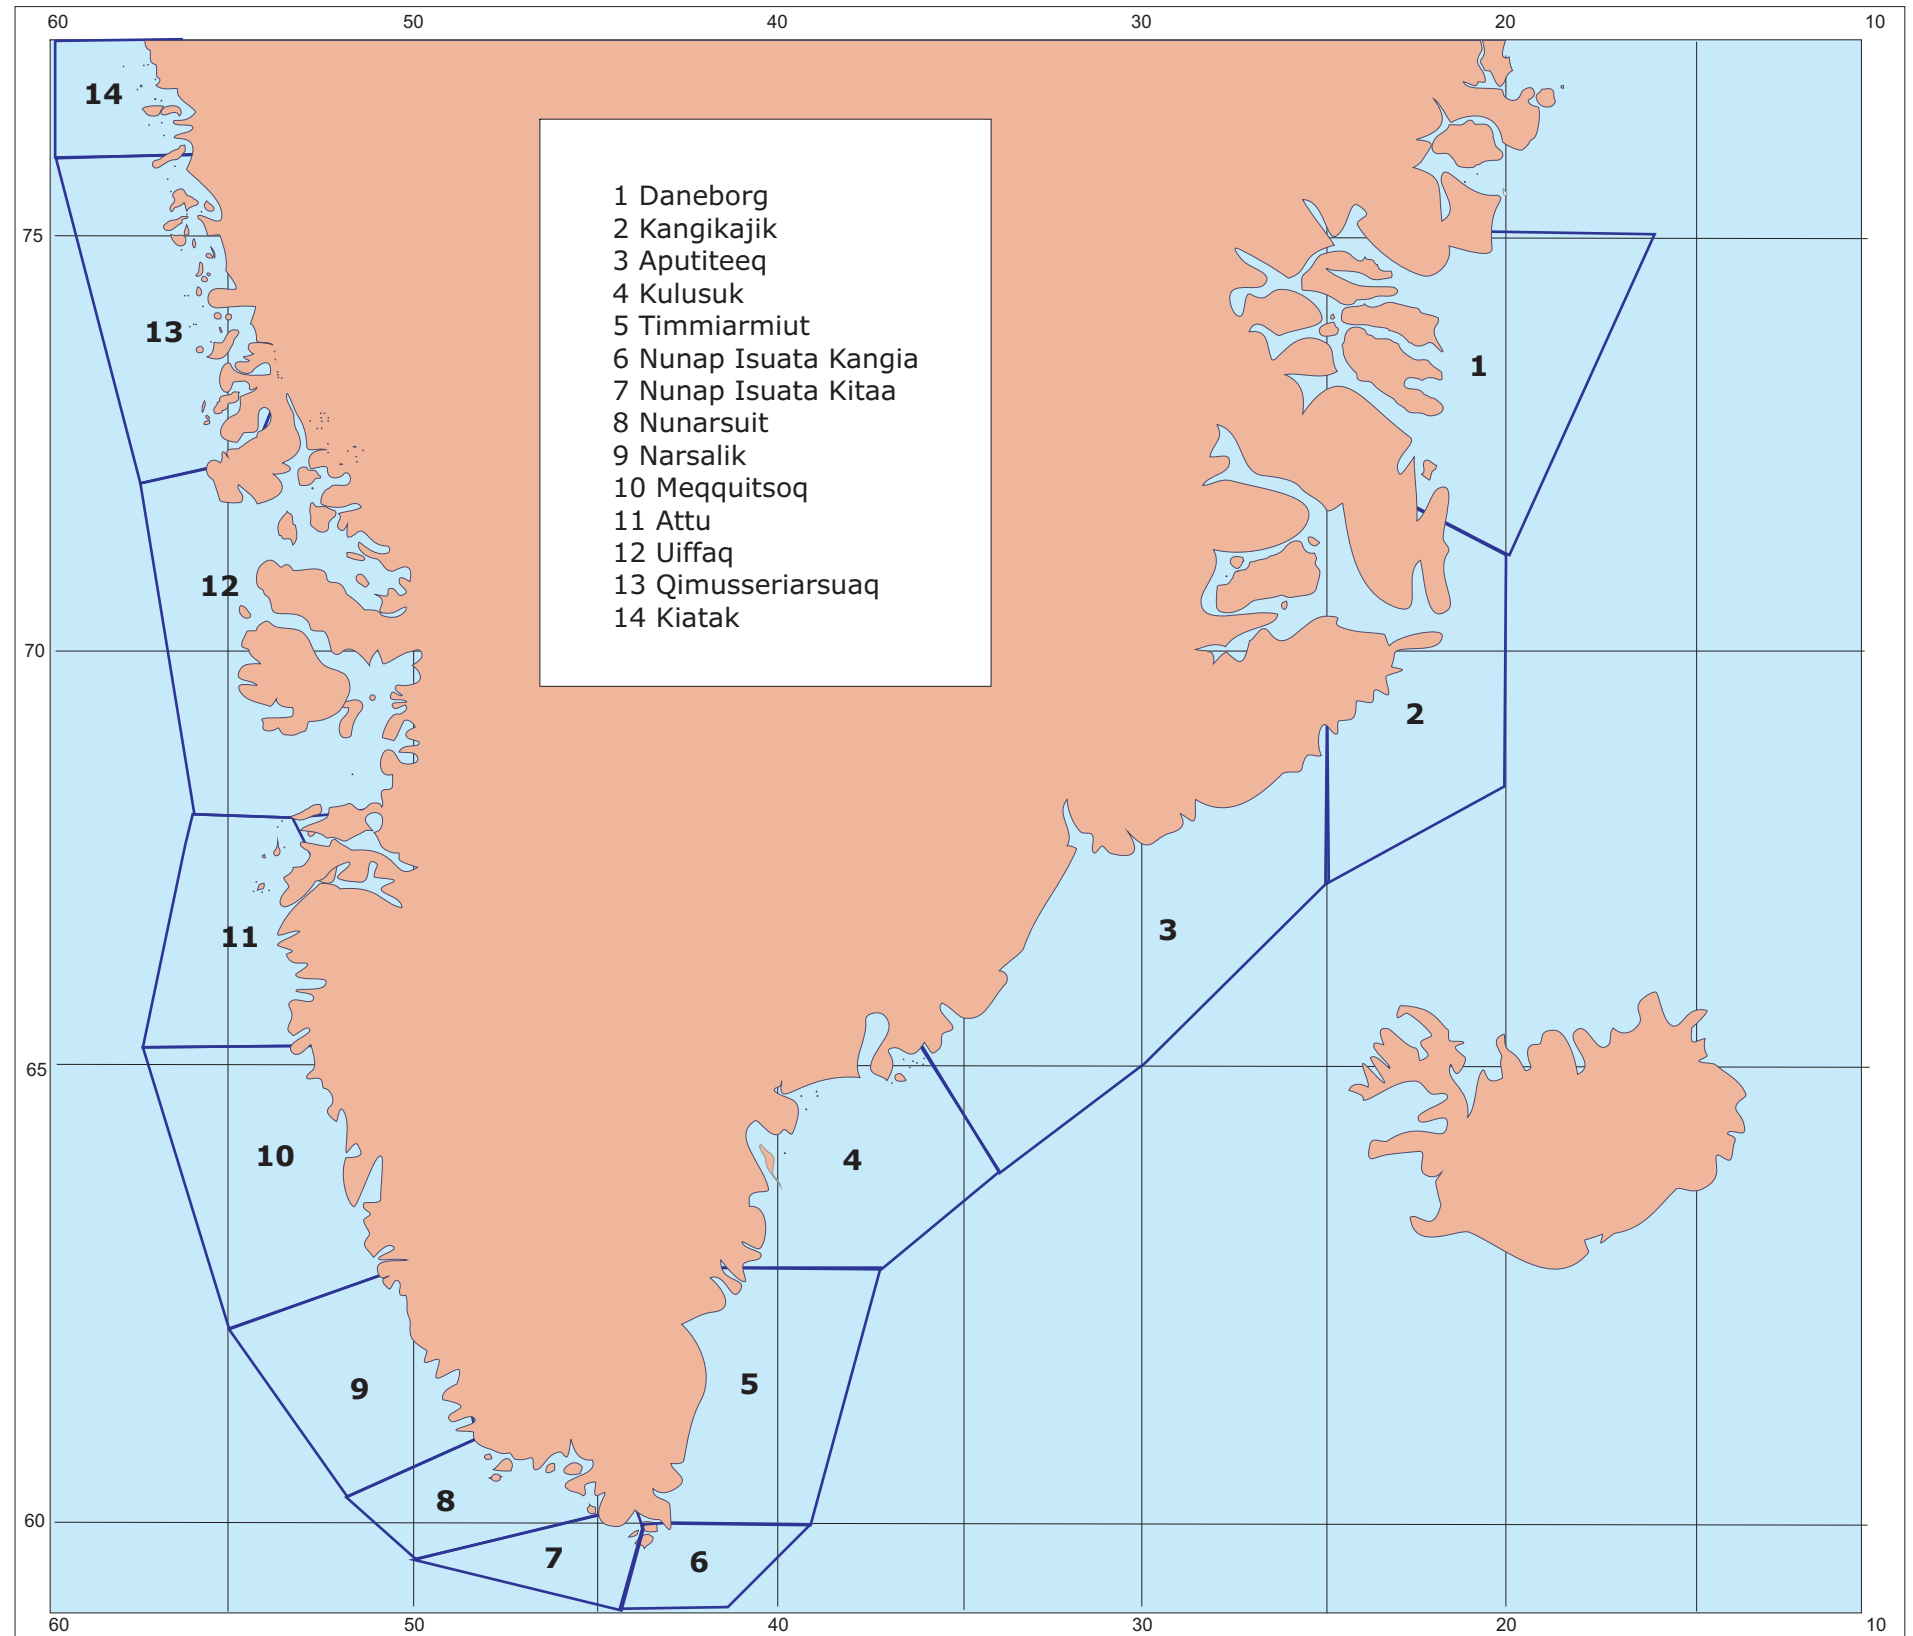 60 50 40 30 20 10
14
1 Daneborg
2 Kangikajik
3 Aputiteeq
4 Kulusuk
5 Timmiarmiut
6 Nunap Isuata Kangia
7 Nunap Isuata Kitaa
8 Nunarsuit
9 Narsalik
10 Meqquitsoq
11 Attu
12 Uiffaq
13 Qimusseriarsuaq
14 Kiatak
75
13
1
12
70
2
3
11
65
10
4
5
9
8
60
7
6
60 50 40 30 20 10